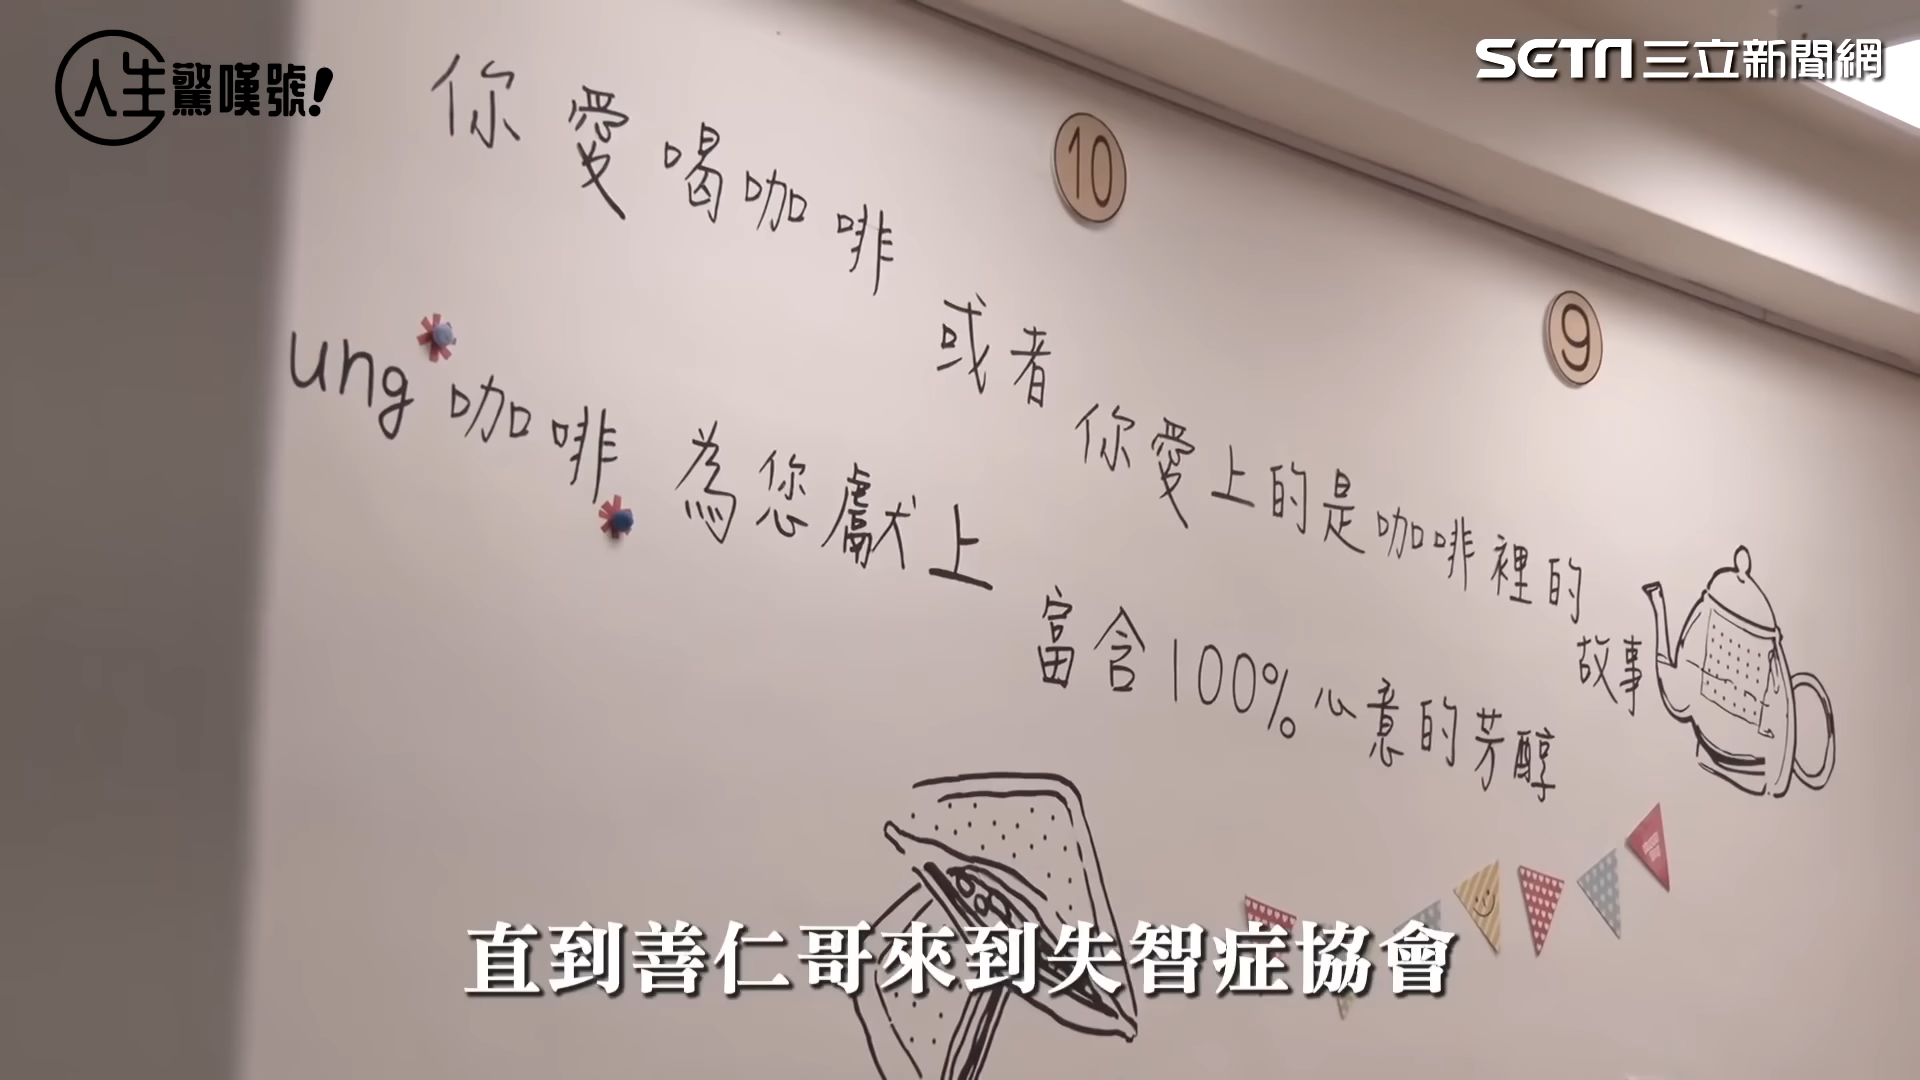 人生驚嘆號!
SETN三立新聞網
你愛喝咖啡
10
9
或者
你愛上的是咖啡裡的
故事
ung咖啡
為您獻上
富含100%心意的芳醇
直到善仁哥來到失智症協會